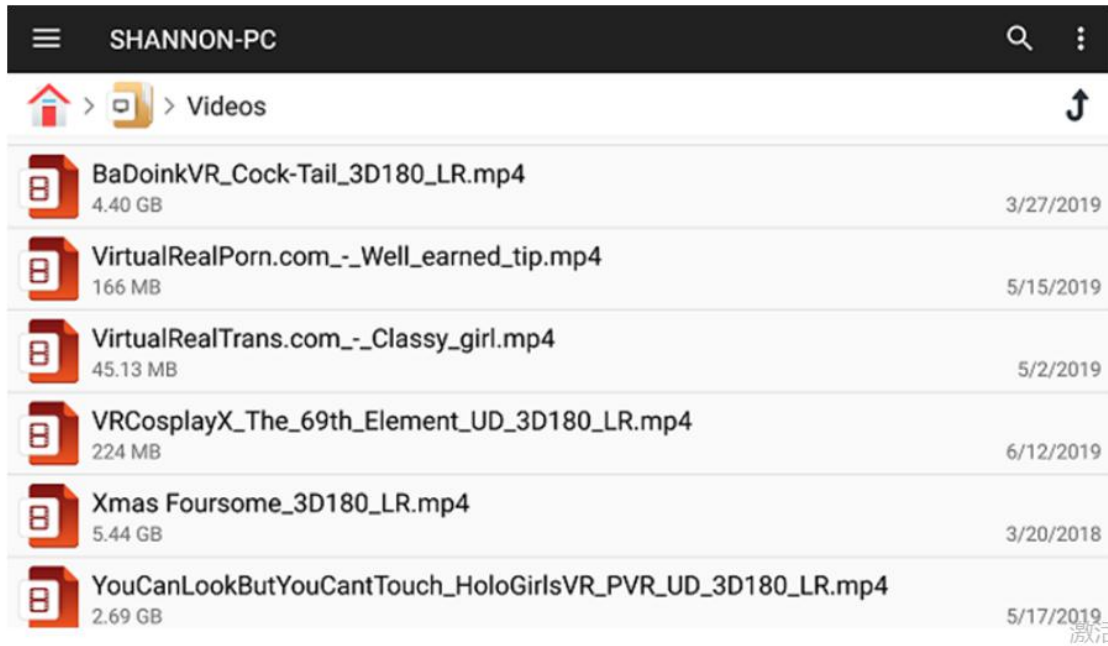 SHANNON-PC
Videos
BaDoinkVR_Cock-Tail_3D180_LR.mp4
4.40 GB 3/27/2019
VirtualRealPorn.com_-_Well_earned_tip.mp4
166 MB 5/15/2019
VirtualRealTrans.com_-_Classy_girl.mp4
45.13 MB 5/2/2019
VRCosplayX_The_69th_Element_UD_3D180_LR.mp4
224 MB 6/12/2019
Xmas Foursome_3D180_LR.mp4
5.44 GB 3/20/2018
YouCanLookButYouCantTouch_HoloGirlsVR_PVR_UD_3D180_LR.mp4
2.69 GB 5/17/2019
激活